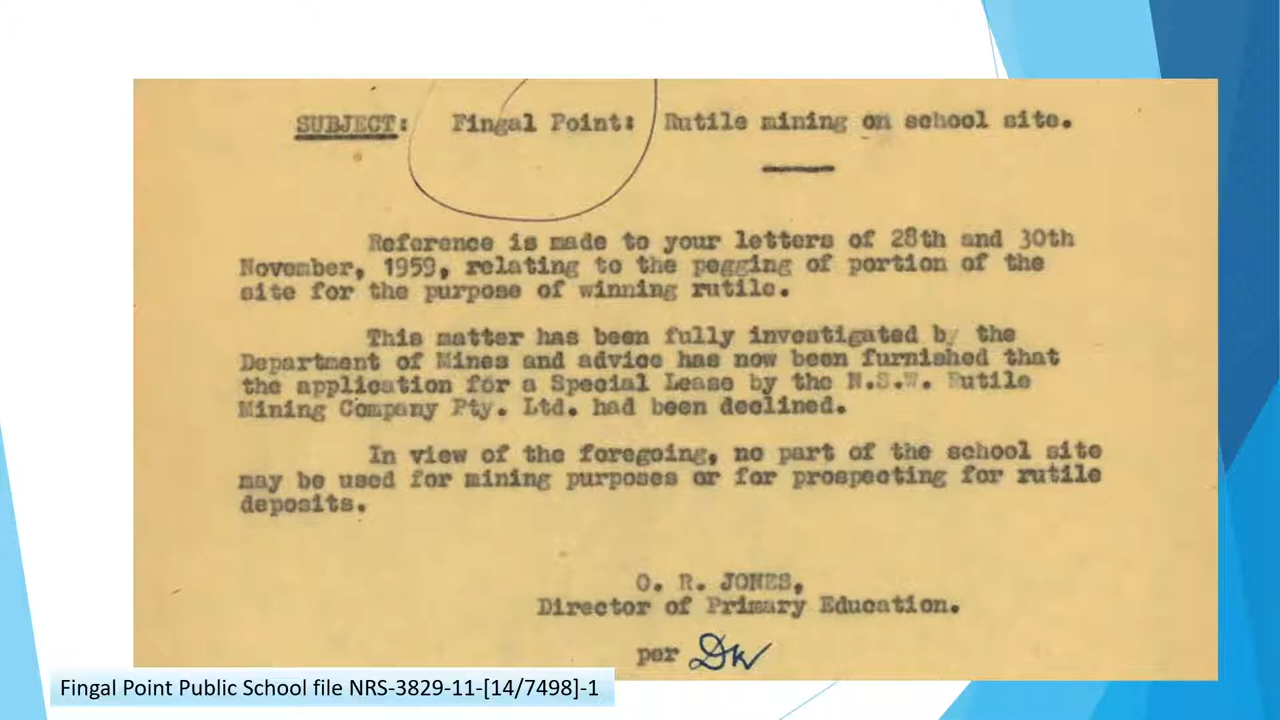 SUBJECT: Fingal Point: Rutile mining on school site.
Reference is made to your letters of 28th and 30th
November, 1959, relating to the pegging of portion of the
site for the purpose of winning rutile.
This matter has been fully investigated by the
Department of Mines and advice has now been furnished that
the application for a Special Lease by the N.S.W. Rutile
Mining Company Pty. Ltd. had been declined.
In view of the foregoing, no part of the school site
may be used for mining purposes or for prospecting for rutile
deposits.
O. R. JONES,
Director of Primary Education.
per DW
Fingal Point Public School file NRS-3829-11-[14/7498]-1